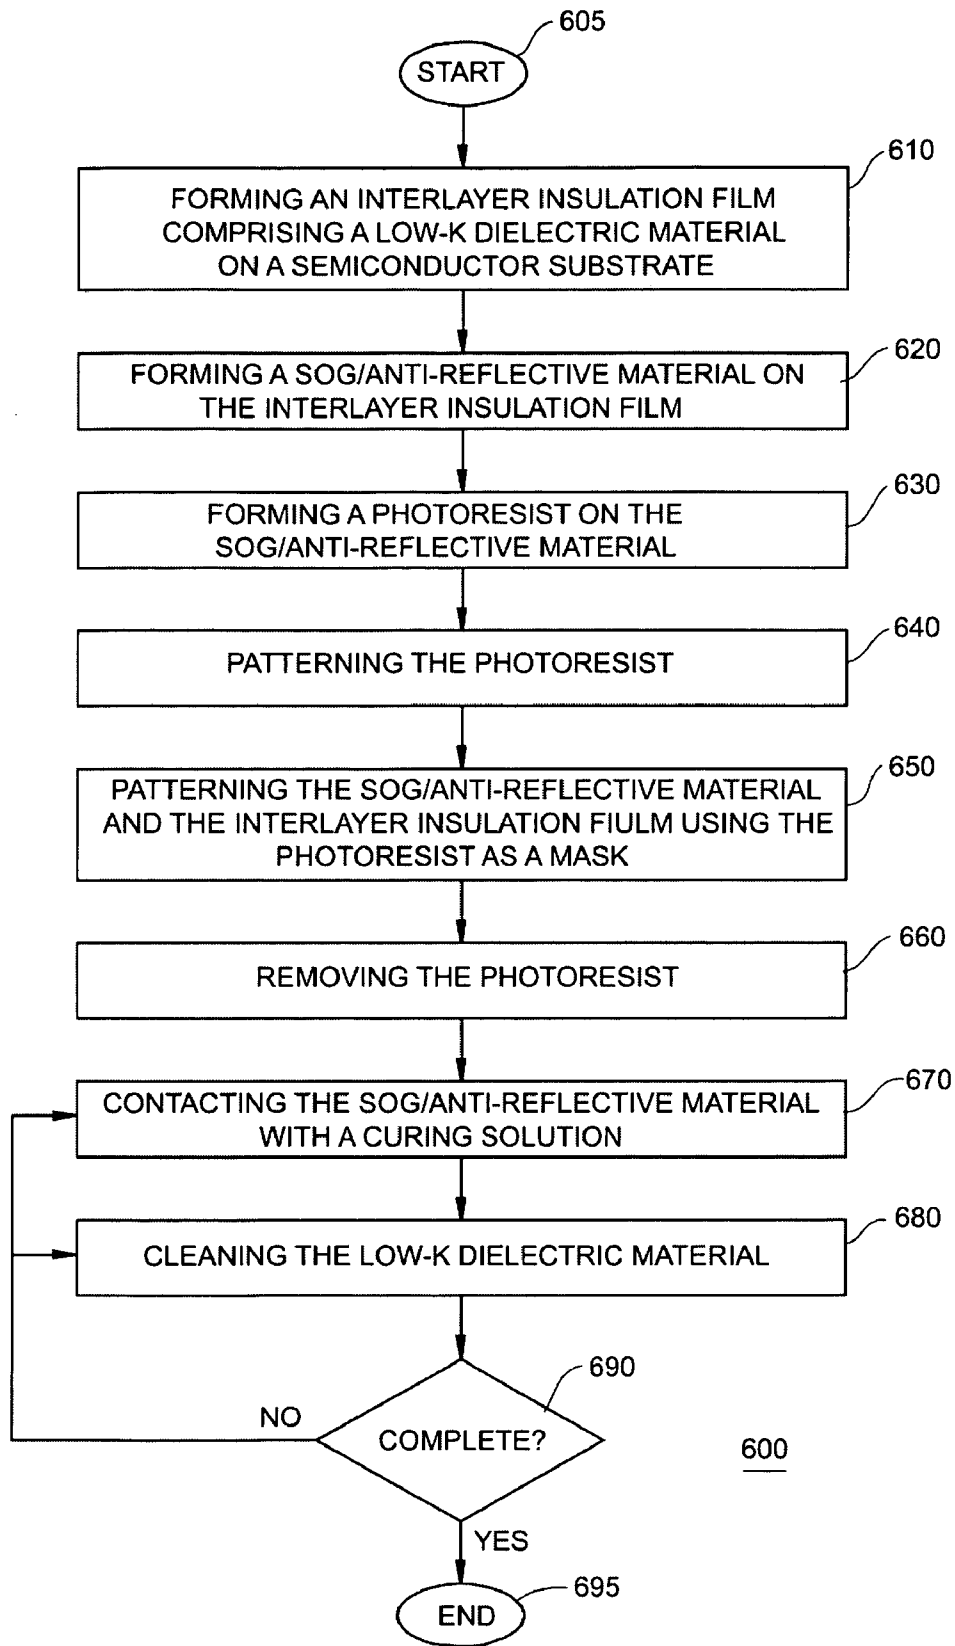 605
START
610
FORMING AN INTERLAYER INSULATION FILM
COMPRISING A LOW-K DIELECTRIC MATERIAL
ON A SEMICONDUCTOR SUBSTRATE
620
FORMING A SOG/ANTI-REFLECTIVE MATERIAL ON
THE INTERLAYER INSULATION FILM
630
FORMING A PHOTORESIST ON THE
SOG/ANTI-REFLECTIVE MATERIAL
640
PATTERNING THE PHOTORESIST
650
PATTERNING THE SOG/ANTI-REFLECTIVE MATERIAL
AND THE INTERLAYER INSULATION FIULM USING THE
PHOTORESIST AS A MASK
660
REMOVING THE PHOTORESIST
670
CONTACTING THE SOG/ANTI-REFLECTIVE MATERIAL
WITH A CURING SOLUTION
680
CLEANING THE LOW-K DIELECTRIC MATERIAL
690
NO
COMPLETE?
600
YES
695
END